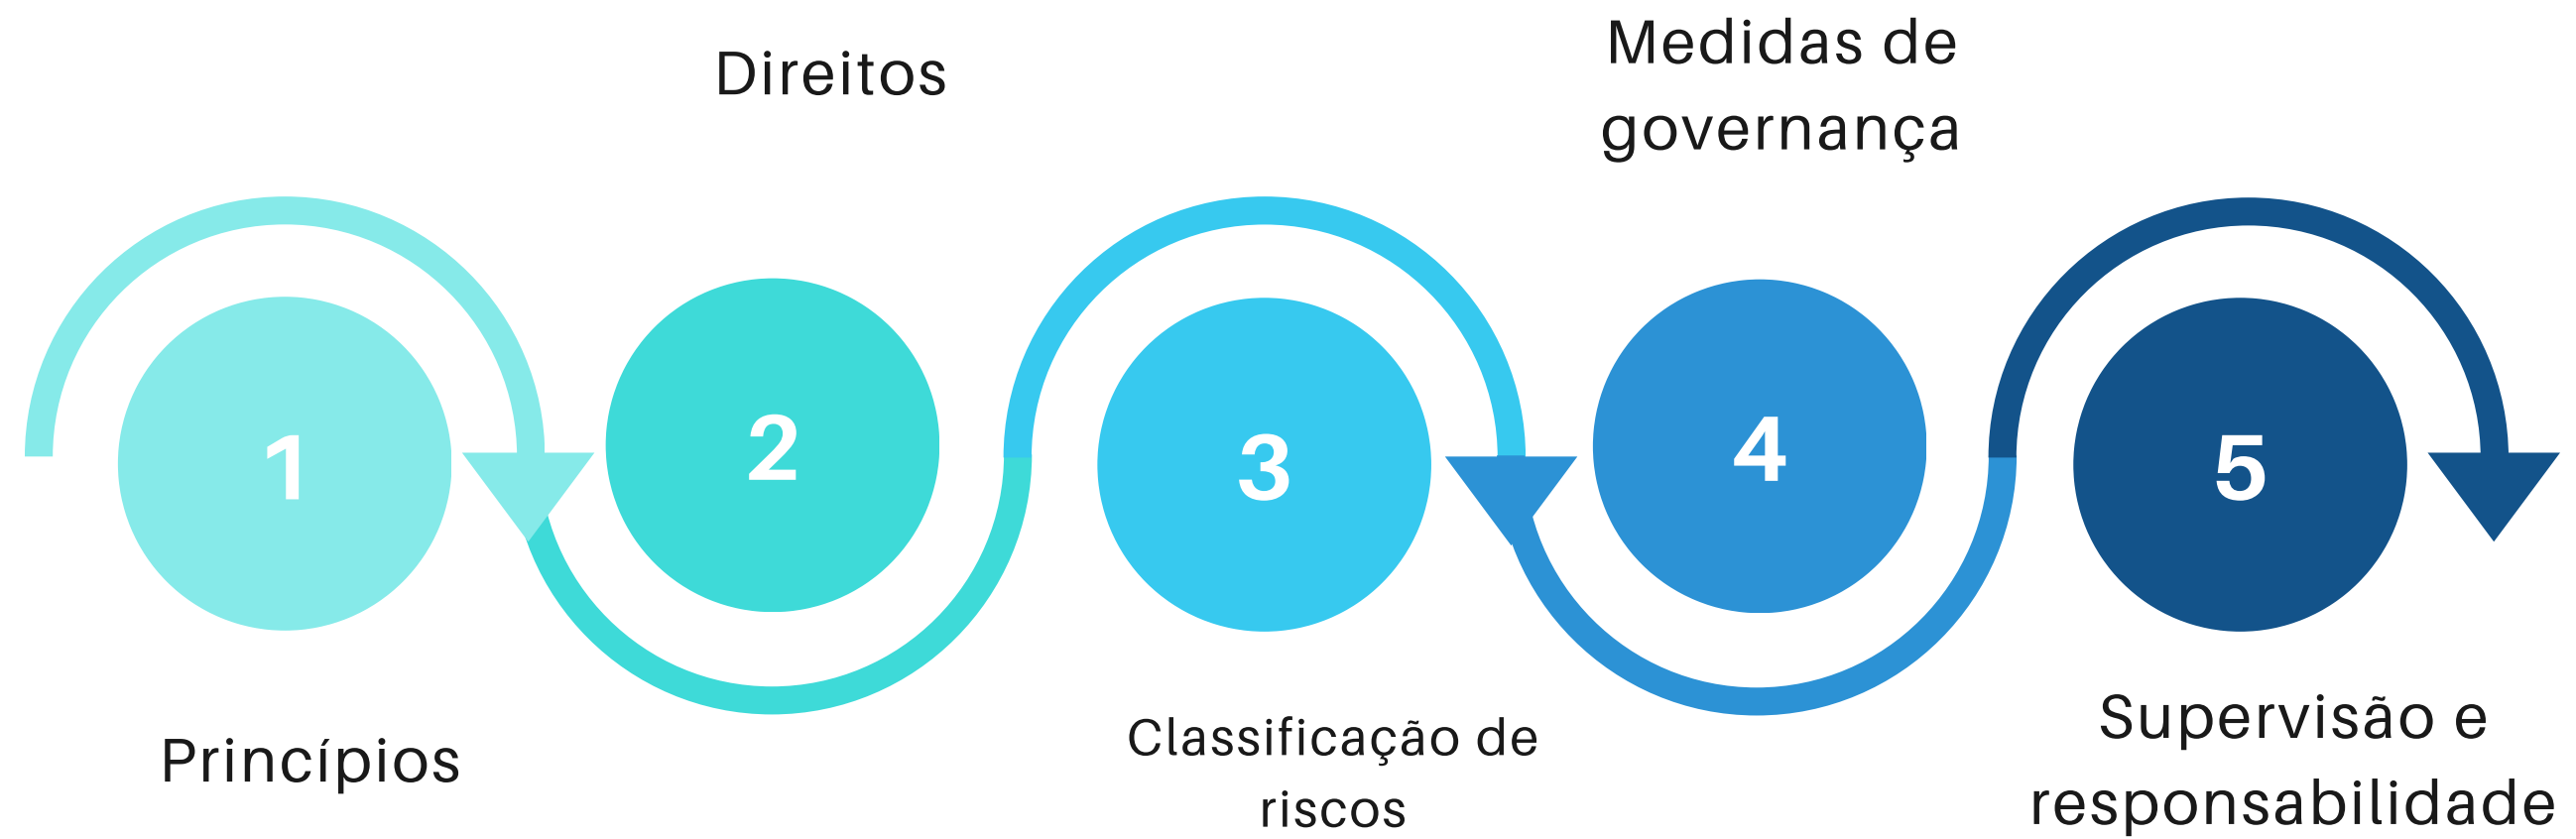 Direitos
Medidas de
governança
1
2
3
4
5
Princípios
Classificação de
riscos
Supervisão e
responsabilidade